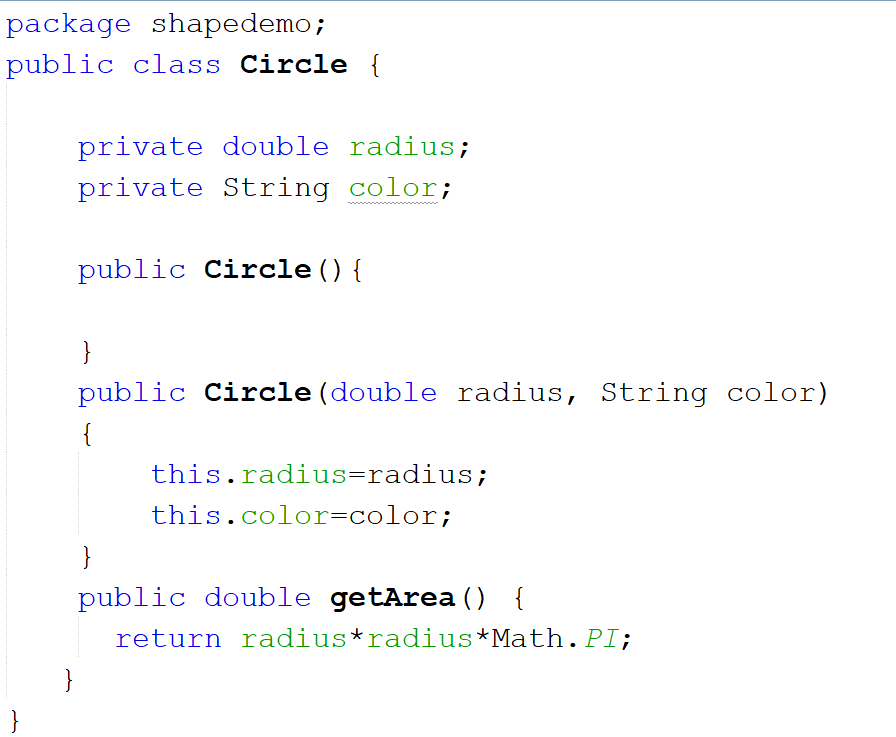 package shapedemo;
public class Circle {
private double radius;
private String color;
public Circle(){
}
public Circle(double radius, String color)
{
this.radius=radius;
this.color=color;
}
public double getArea() {
return radius*radius*Math.PI;
}
}